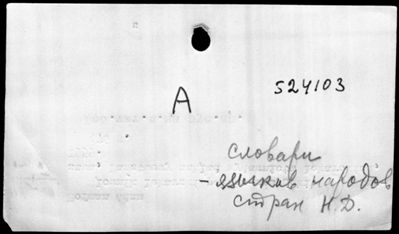 524103
А
словари
- языков народов
стран Н.Д.